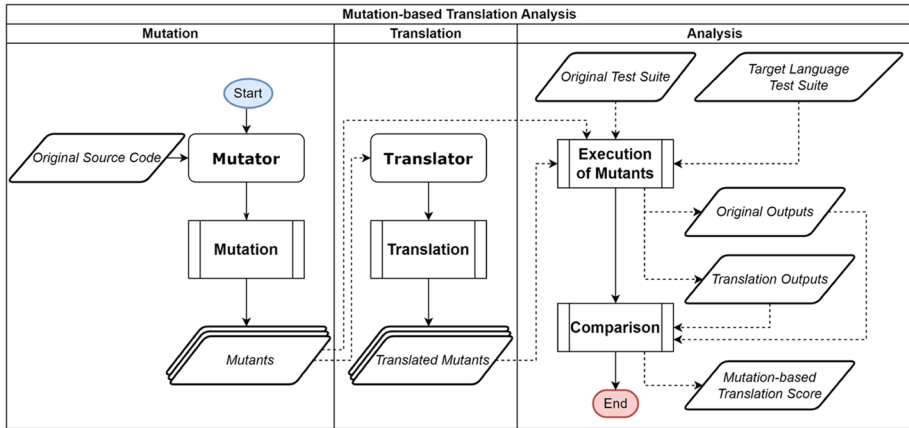 Mutation-based Translation Analysis
Mutation
Translation
Analysis
Start
Original Source Code
Mutator
Mutation
Mutants
Translator
Translation
Translated Mutants
Original Test Suite
Target Language
Test Suite
Execution
of Mutants
Original Outputs
Translation Outputs
Comparison
Mutation-based
Translation Score
End